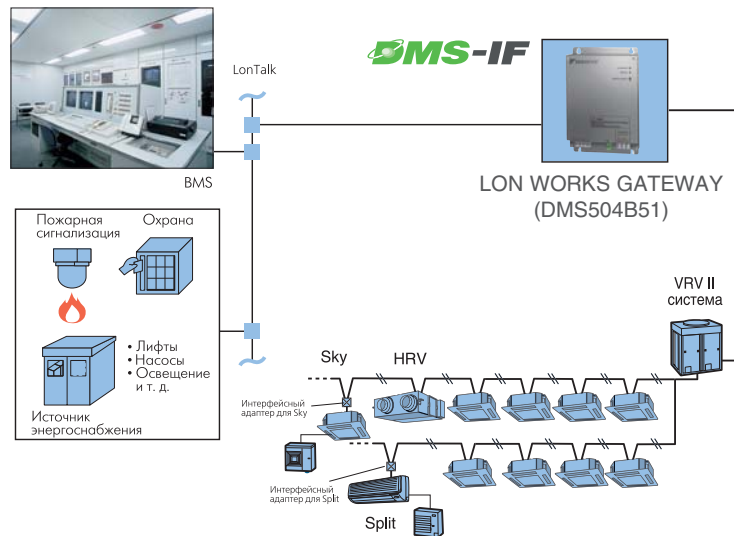 DMS-IF
LonTalk
BMS
LON WORKS GATEWAY
(DMS504B51)
Пожарная
сигнализация
Охрана
• Лифты
• Насосы
• Освещение
и т. д.
Источник
энергоснабжения
VRV II
система
Sky
HRV
Интерфейсный
адаптер для Sky
Интерфейсный
адаптер для Split
Split